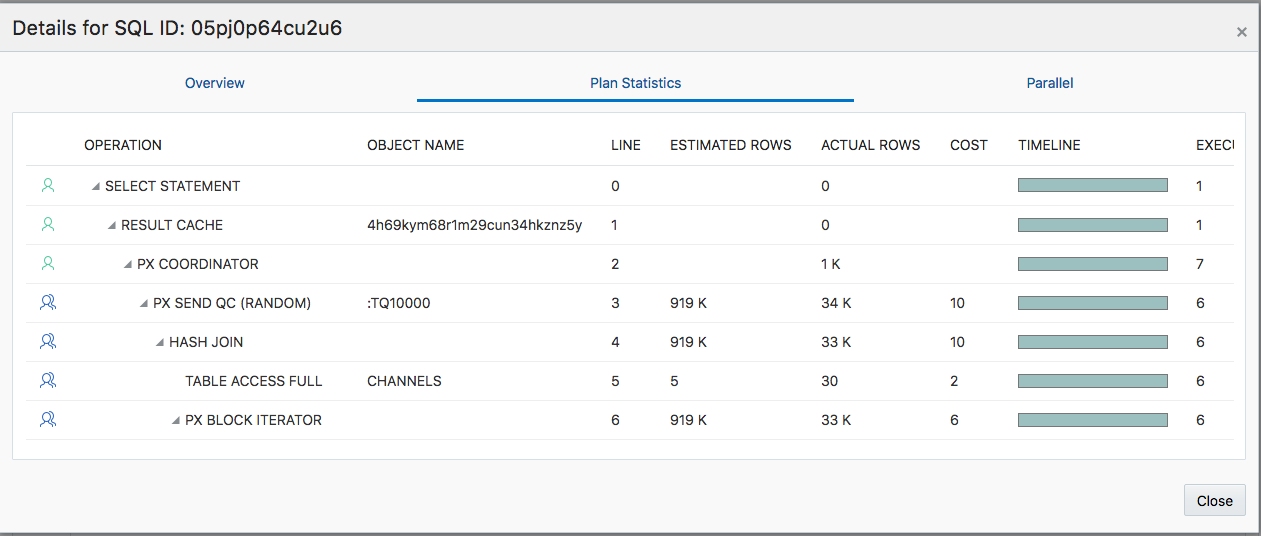 Details for SQL ID: 05pj0p64cu2u6
×
Overview Plan Statistics Parallel
OPERATION OBJECT NAME LINE ESTIMATED ROWS ACTUAL ROWS COST TIMELINE EXECU
SELECT STATEMENT 0 0 1
RESULT CACHE 4h69kym68r1m29cun34hkznz5y 1 0 1
PX COORDINATOR 2 1 K 7
PX SEND QC (RANDOM) :TQ10000 3 919 K 34 K 10 6
HASH JOIN 4 919 K 33 K 10 6
TABLE ACCESS FULL CHANNELS 5 5 30 2 6
PX BLOCK ITERATOR 6 919 K 33 K 6 6
Close